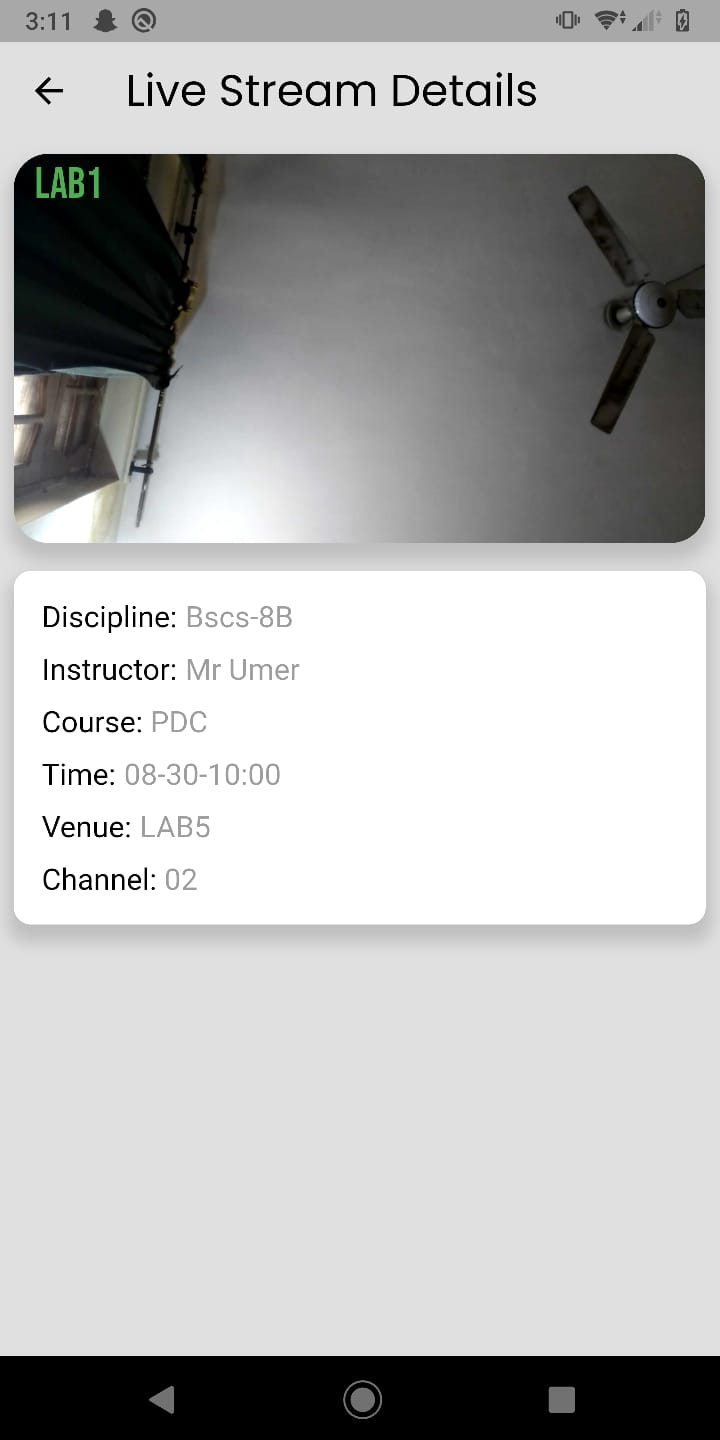 3:11
Live Stream Details
LAB1
Discipline: Bscs-8B
Instructor: Mr Umer
Course: PDC
Time: 08-30-10:00
Venue: LAB5
Channel: 02